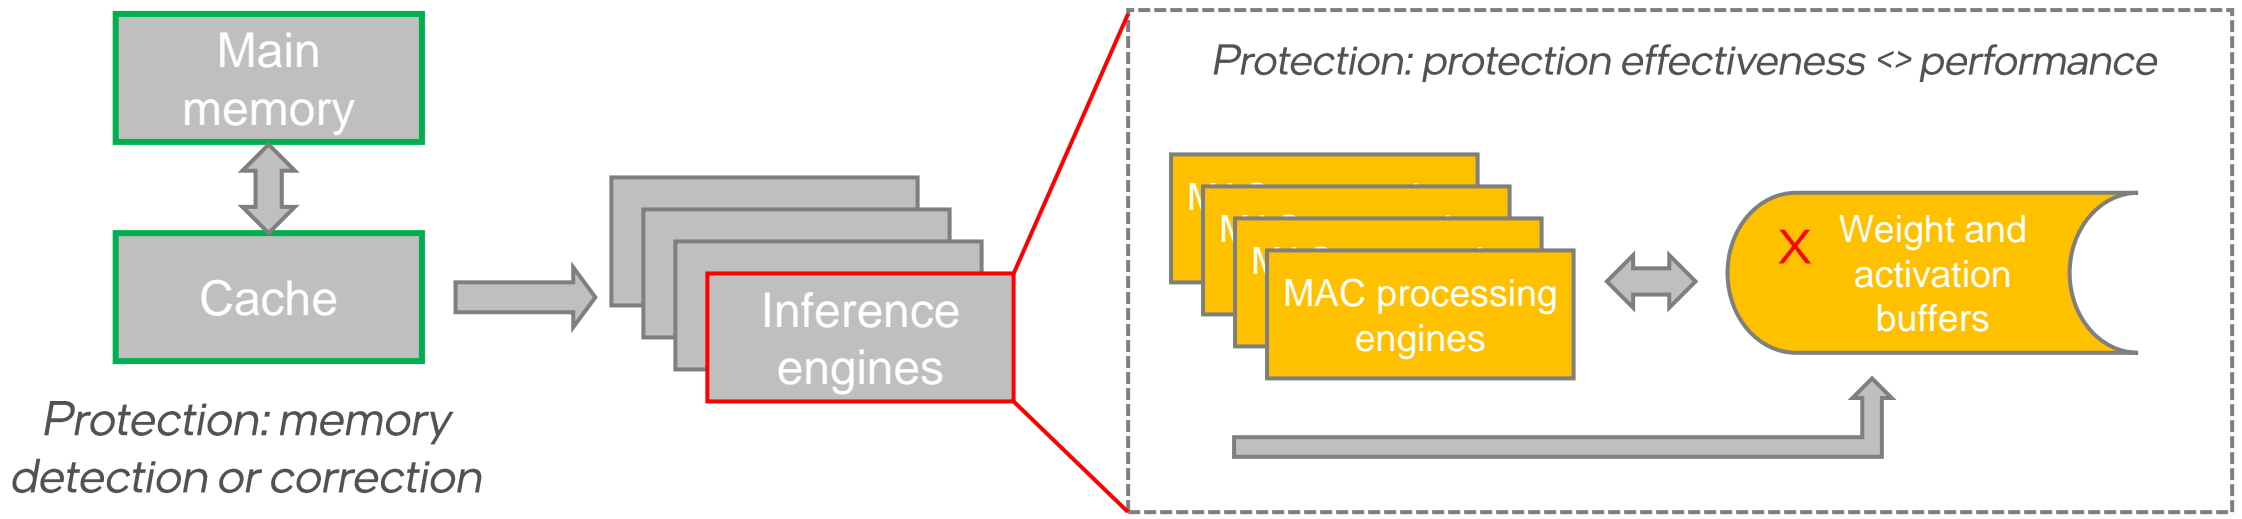 Main
memory
Cache
Protection: memory
detection or correction
Inference
engines
Protection: protection effectiveness <> performance
MAC processing
engines
X
Weight and
activation
buffers